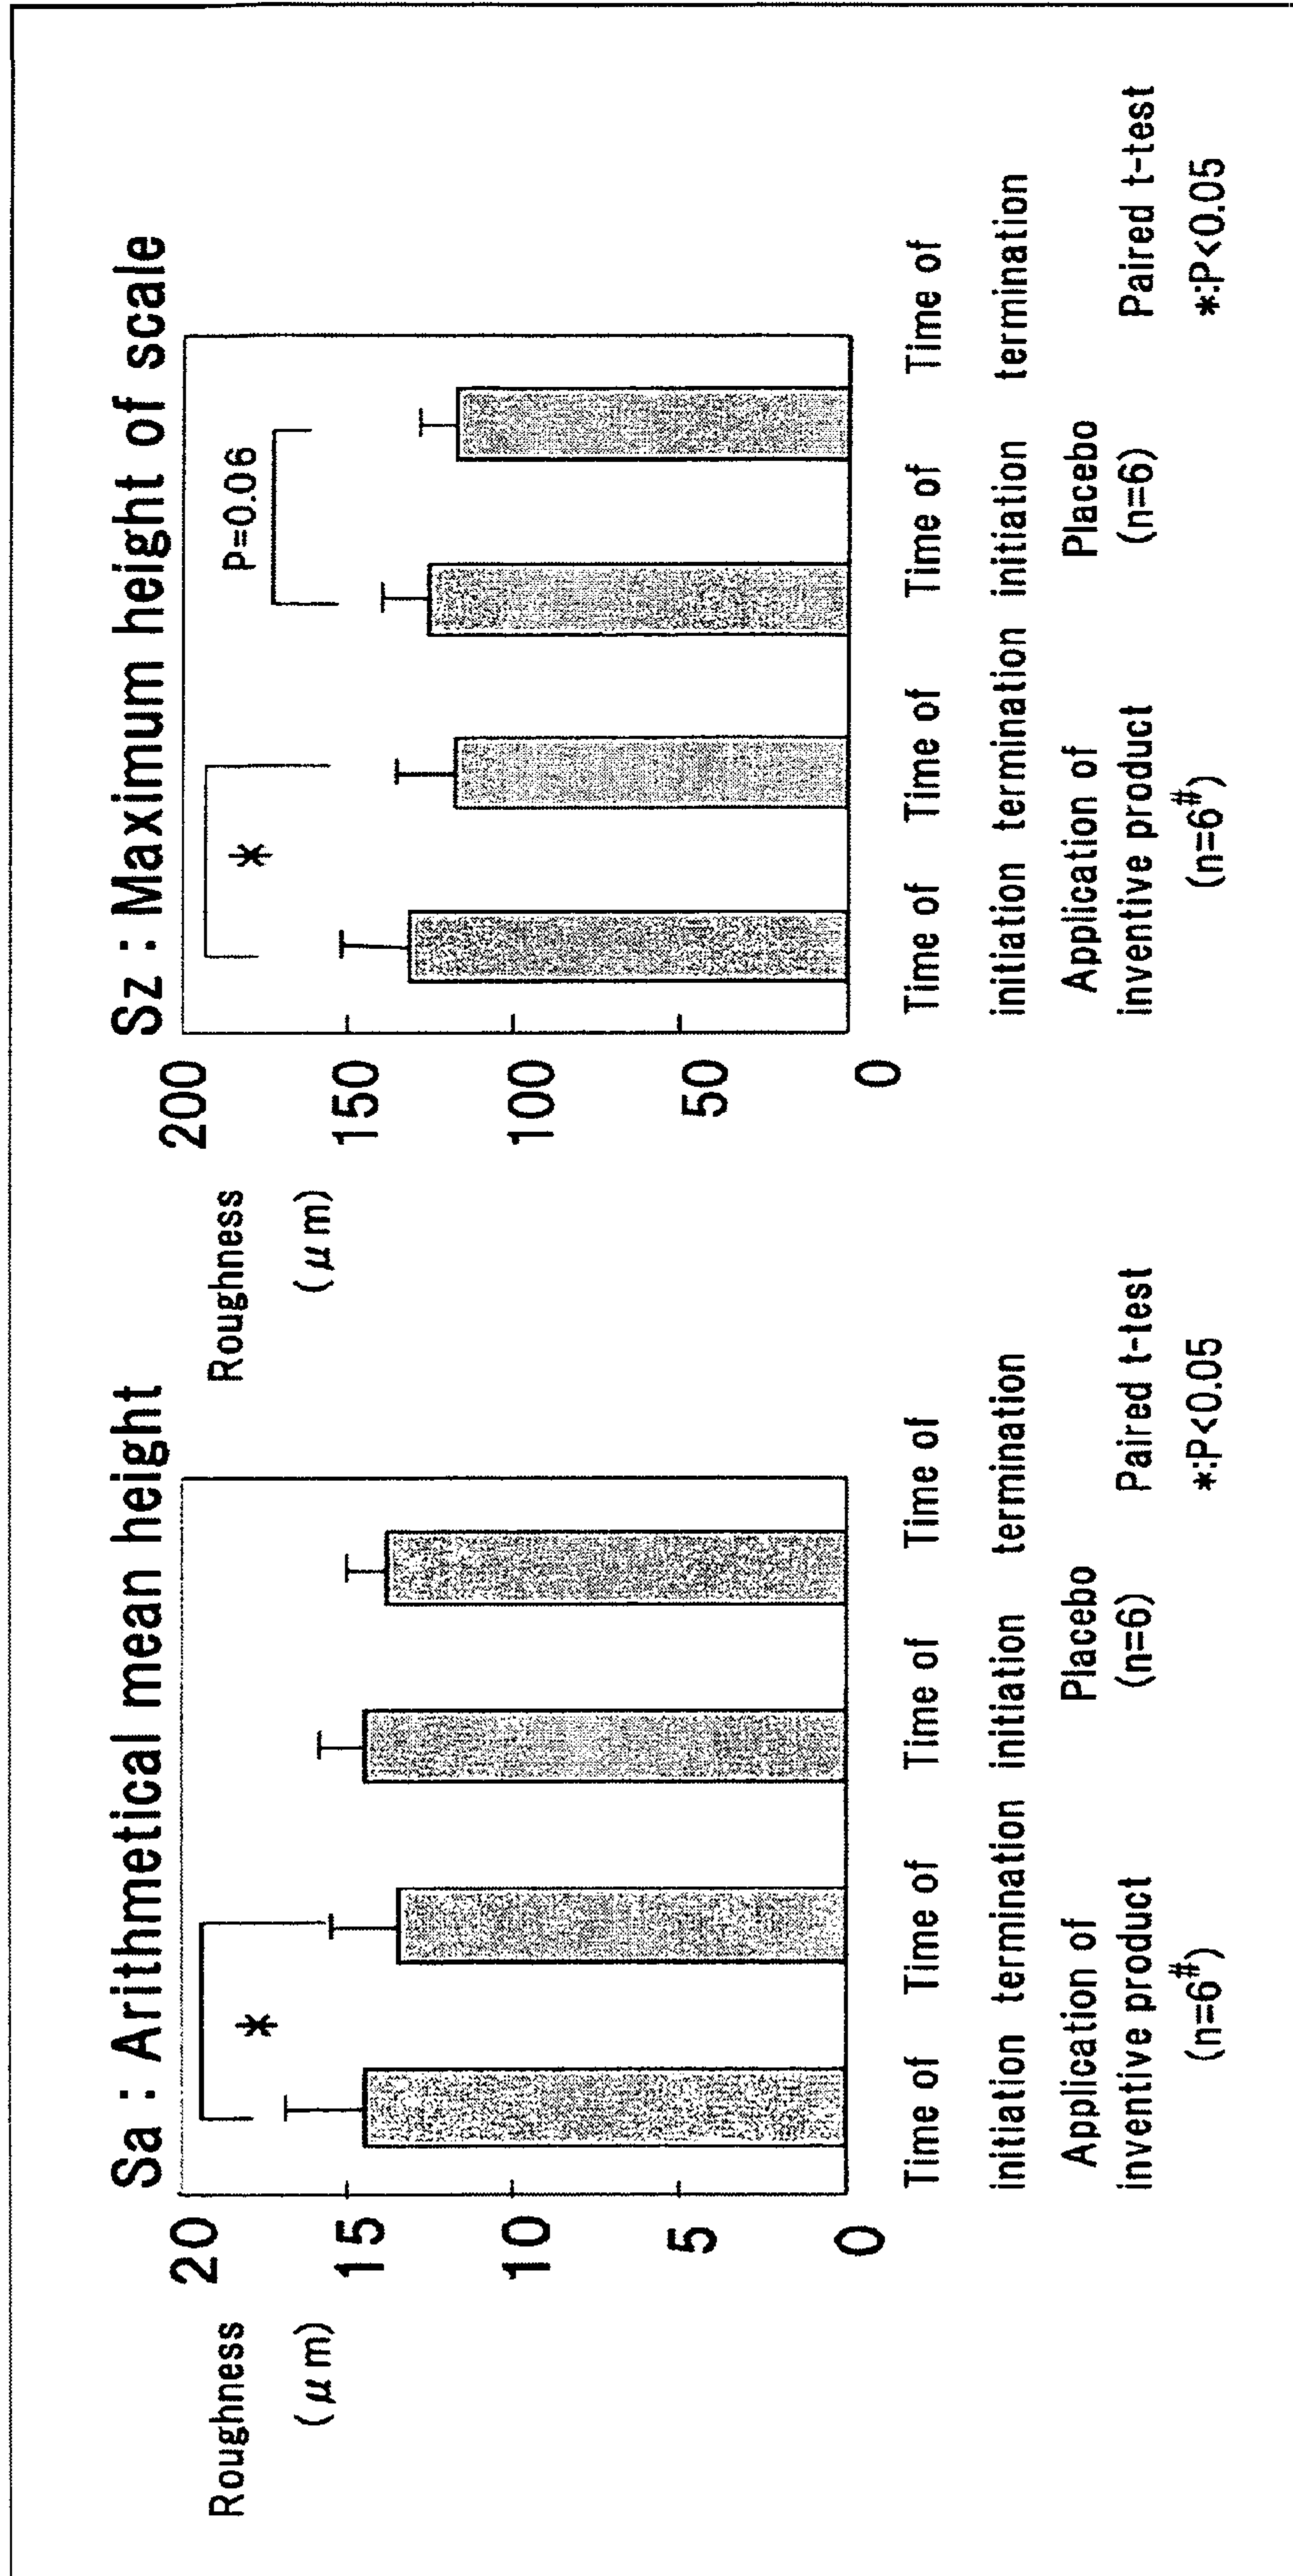 Sa : Arithmetical mean height
Roughness
(μm)
20
15
10
5
0
*
Time of Time of Time of Time of
initiation termination initiation termination
Application of Placebo
inventive product (n=6)
(n=6#)
Paired t-test
*:P<0.05
Sz : Maximum height of scale
Roughness
(μm)
200
150
100
50
0
*
P=0.06
Time of Time of Time of Time of
initiation termination initiation termination
Application of Placebo
inventive product (n=6)
(n=6#)
Paired t-test
*:P<0.05